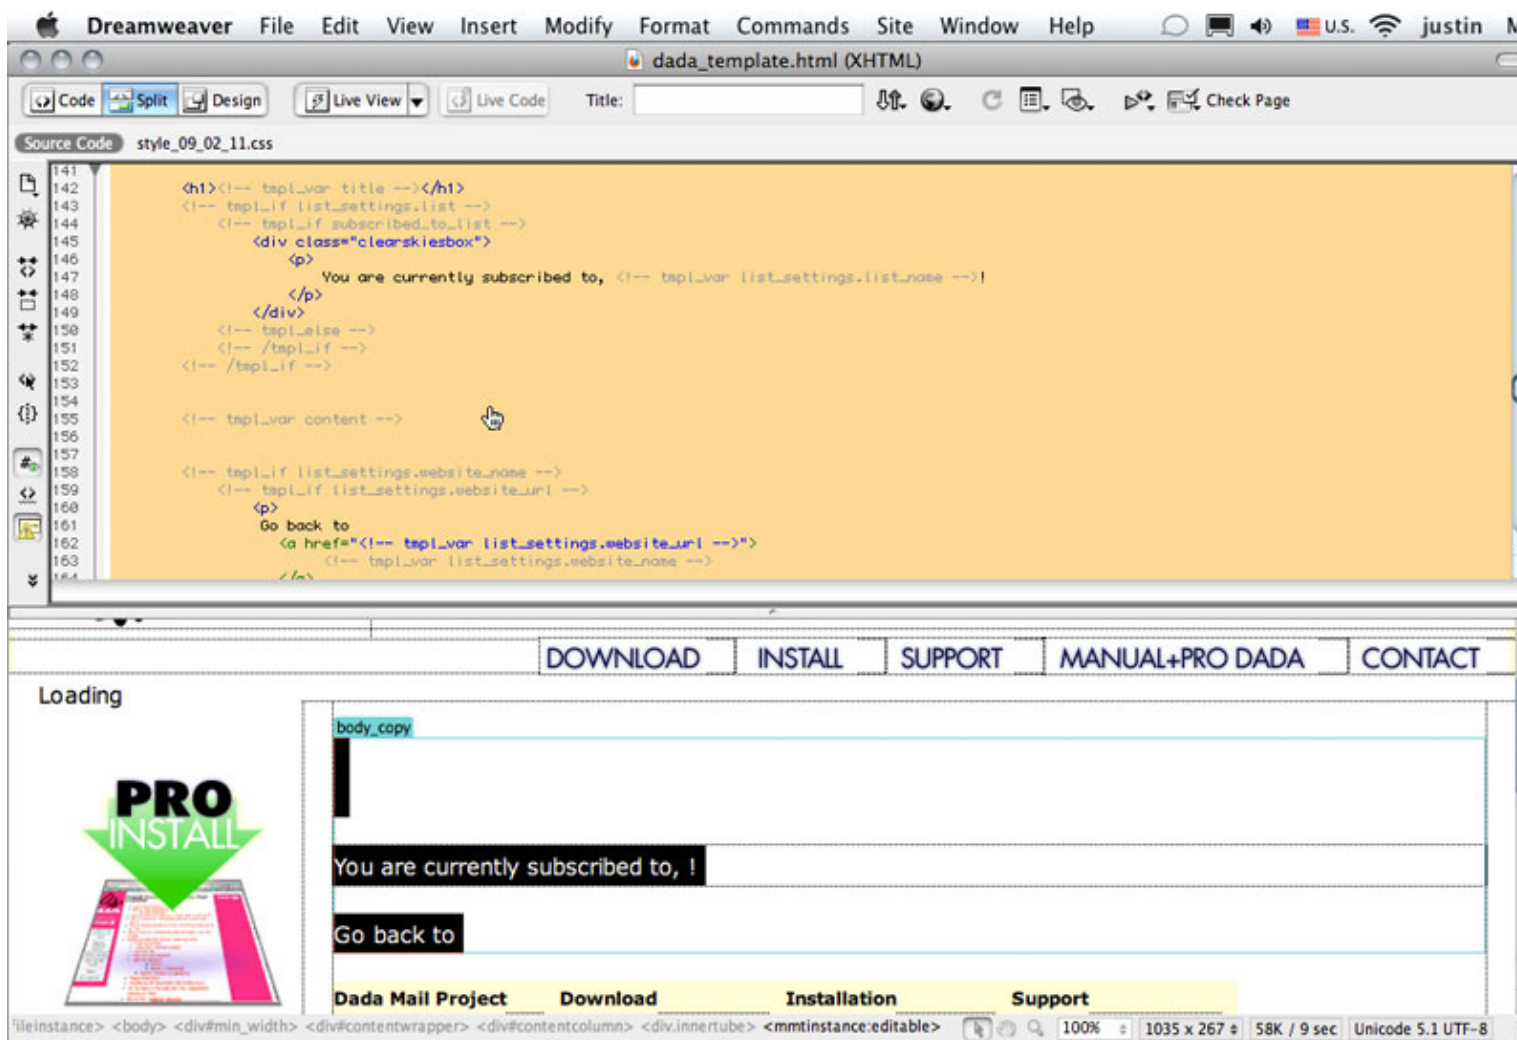 Dreamweaver File Edit View Insert Modify Format Commands Site Window Help U.S. justin
dada_template.html (XHTML)
Code Split Design Live View Live Code Title: Check Page
Source Code style_09_02_11.css
141
142 <h1><!-- tmpl_var title --></h1>
143 <!-- tmpl_if list_settings.list -->
144 <!-- tmpl_if subscribed_to_list -->
145 <div class="clearskiesbox">
146 <p>
147 You are currently subscribed to, <!-- tmpl_var list_settings.list_name -->!
148 </p>
149 </div>
150 <!-- tmpl_else -->
151 <!-- /tmpl_if -->
152 <!-- /tmpl_if -->
153
154
155 <!-- tmpl_var content -->
156
157
158 <!-- tmpl_if list_settings.website_name -->
159 <!-- tmpl_if list_settings.website_url -->
160 <p>
161 Go back to
162 <a href="<!-- tmpl_var list_settings.website_url -->">
163 <!-- tmpl_var list_settings.website_name -->
164 </a>
DOWNLOAD INSTALL SUPPORT MANUAL+PRO DADA CONTACT
Loading
body_copy
PRO
INSTALL
You are currently subscribed to, !
Go back to
Dada Mail Project Download Installation Support
<body> <div#min_width> <div#contentwrapper> <div#contentcolumn> <div.innertube> <mmtinstance:editable> 100% 1035 x 267 58K / 9 sec Unicode 5.1 UTF-8